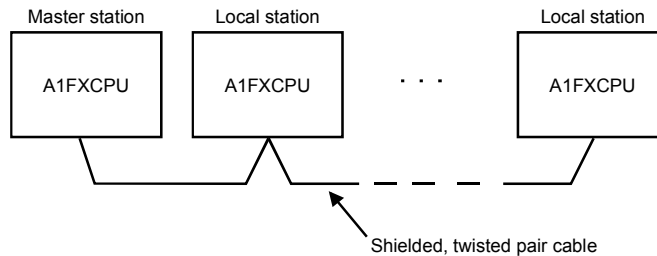 Master station
Local station
Local station
A1FXCPU
A1FXCPU
. . .
A1FXCPU
Shielded, twisted pair cable